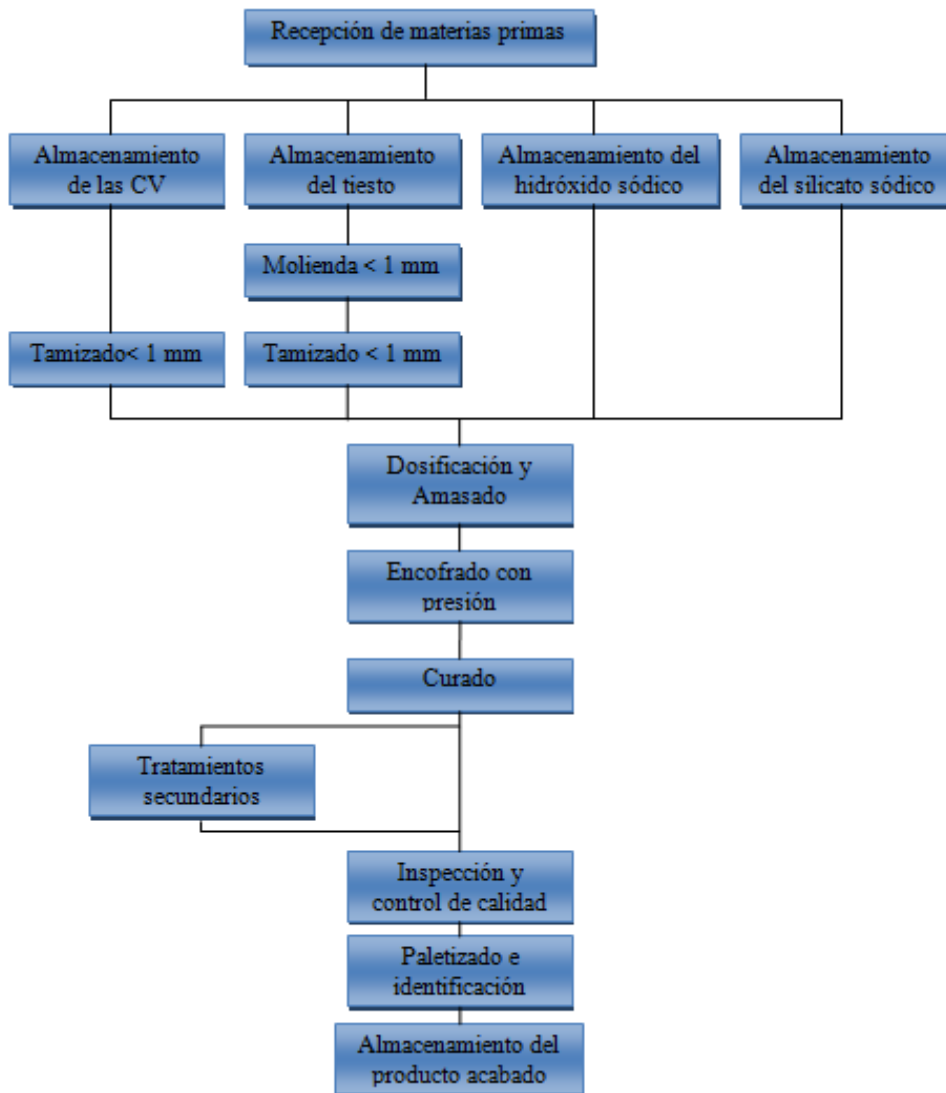 Recepción de materias primas
Almacenamiento
de las CV
Almacenamiento
del tiesto
Almacenamiento del
hidróxido sódico
Almacenamiento
del silicato sódico
Molienda < 1 mm
Tamizado< 1 mm
Tamizado < 1 mm
Dosificación y
Amasado
Encofrado con
presión
Curado
Tratamientos
secundarios
Inspección y
control de calidad
Paletizado e
identificación
Almacenamiento del
producto acabado